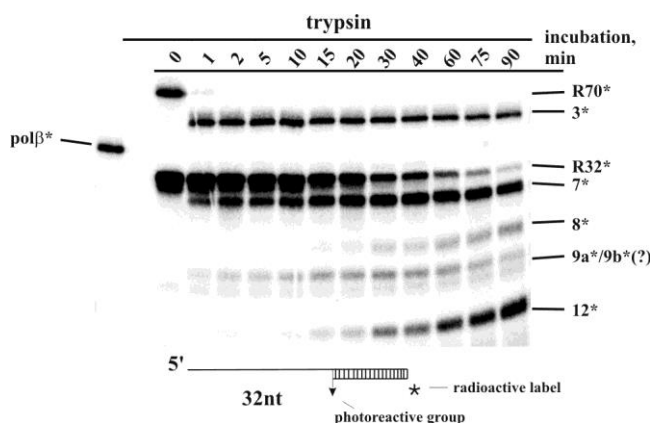 trypsin
incubation, min
0 1 2 5 10 15 20 30 40 60 75 90
R70*
3*
polβ*
R32*
7*
8*
9a*/9b*(?)
12*
5'
32nt
* radioactive label
photoreactive group